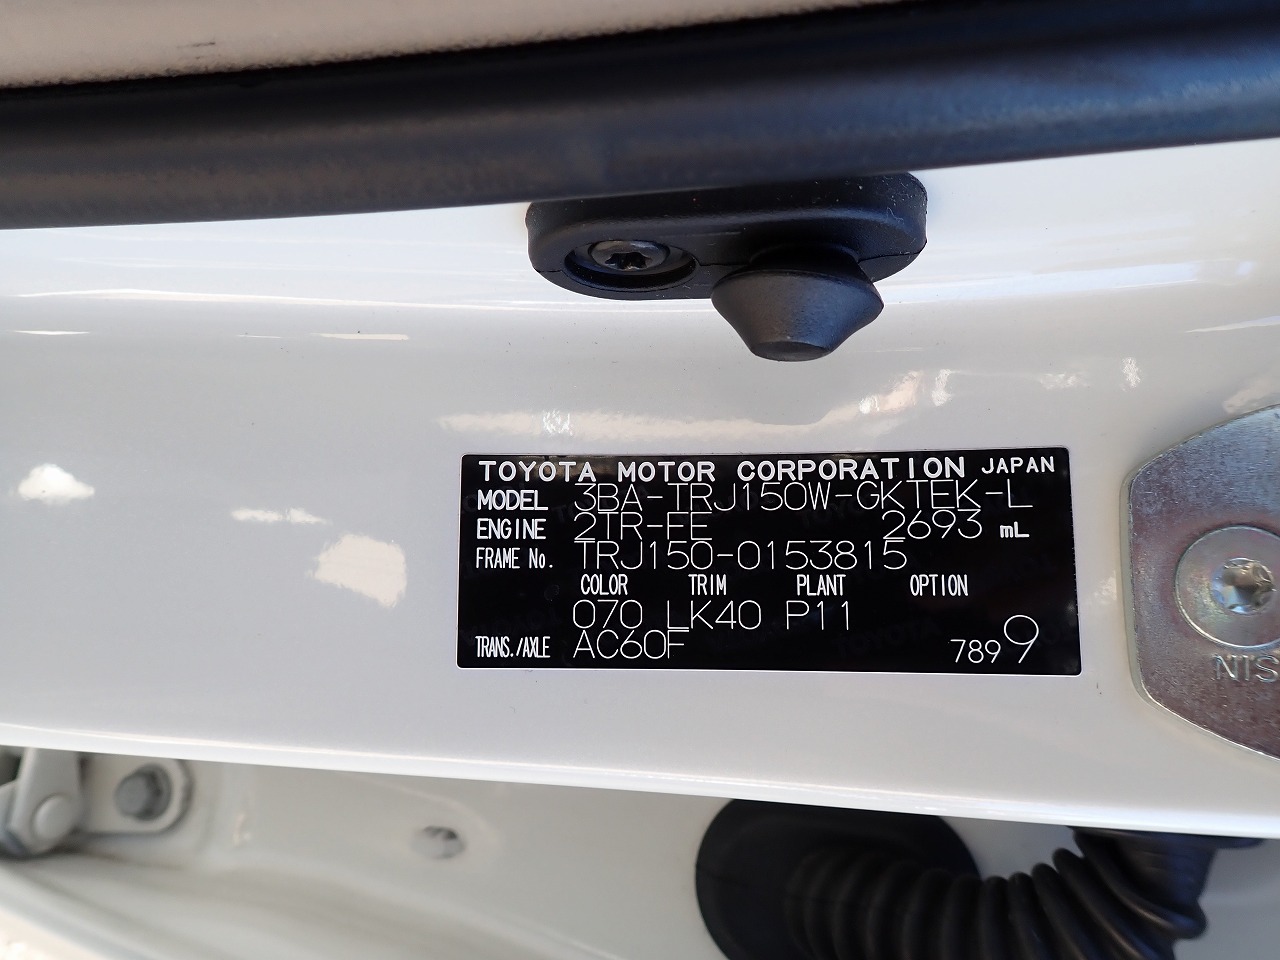 TOYOTA MOTOR CORPORATION JAPAN
MODEL 3BA-TRJ150W-GKTEK-L
ENGINE 2TR-FE 2693 mL
FRAME No. TRJ150-0153815
COLOR TRIM PLANT OPTION
070 LK40 P11
TRANS./AXLE AC60F 7899
NIS